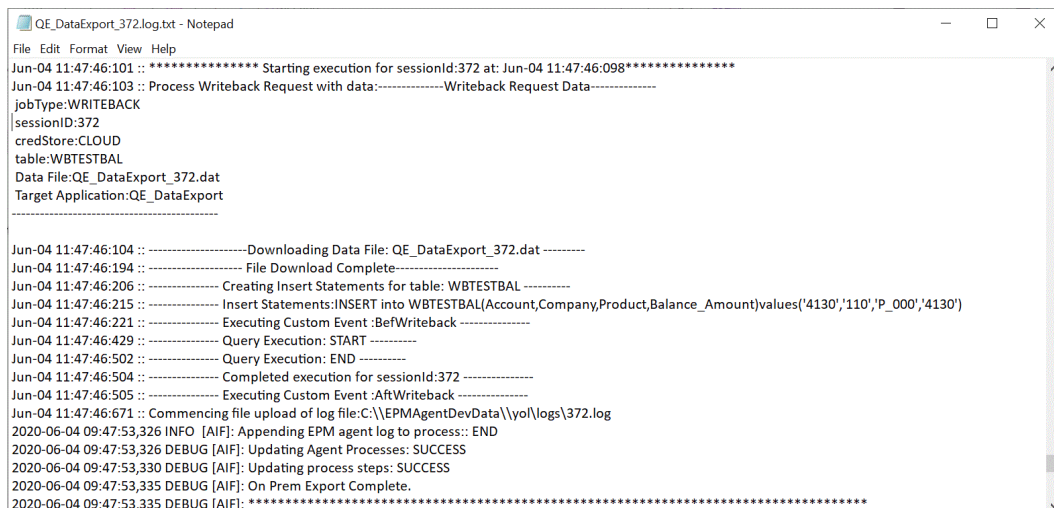 QE_DataExport_372.log.txt - Notepad
File Edit Format View Help
Jun-04 11:47:46:101 :: *************** Starting execution for sessionId:372 at: Jun-04 11:47:46:098***************
Jun-04 11:47:46:103 :: Process Writeback Request with data:--------------Writeback Request Data--------------
jobType:WRITEBACK
sessionID:372
credStore:CLOUD
table:WBTESTBAL
Data File:QE_DataExport_372.dat
Target Application:QE_DataExport
--------------------------------------------
Jun-04 11:47:46:104 :: ---------------------Downloading Data File: QE_DataExport_372.dat ---------
Jun-04 11:47:46:194 :: -------------------- File Download Complete----------------------
Jun-04 11:47:46:206 :: --------------- Creating Insert Statements for table: WBTESTBAL ----------
Jun-04 11:47:46:215 :: --------------- Insert Statements:INSERT into WBTESTBAL(Account,Company,Product,Balance_Amount)values('4130','110','P_000','4130')
Jun-04 11:47:46:221 :: --------------- Executing Custom Event :BefWriteback ---------------
Jun-04 11:47:46:429 :: --------------- Query Execution: START ----------
Jun-04 11:47:46:502 :: --------------- Query Execution: END ----------
Jun-04 11:47:46:504 :: --------------- Completed execution for sessionId:372 ---------------
Jun-04 11:47:46:505 :: --------------- Executing Custom Event :AftWriteback ---------------
Jun-04 11:47:46:671 :: Commencing file upload of log file:C:\\EPMAgentDevData\\yol\logs\372.log
2020-06-04 09:47:53,326 INFO  [AIF]: Appending EPM agent log to process:: END
2020-06-04 09:47:53,326 DEBUG [AIF]: Updating Agent Processes: SUCCESS
2020-06-04 09:47:53,330 DEBUG [AIF]: Updating process steps: SUCCESS
2020-06-04 09:47:53,335 DEBUG [AIF]: On Prem Export Complete.
2020-06-04 09:47:53,335 DEBUG [AIF]: *************************************************************************************